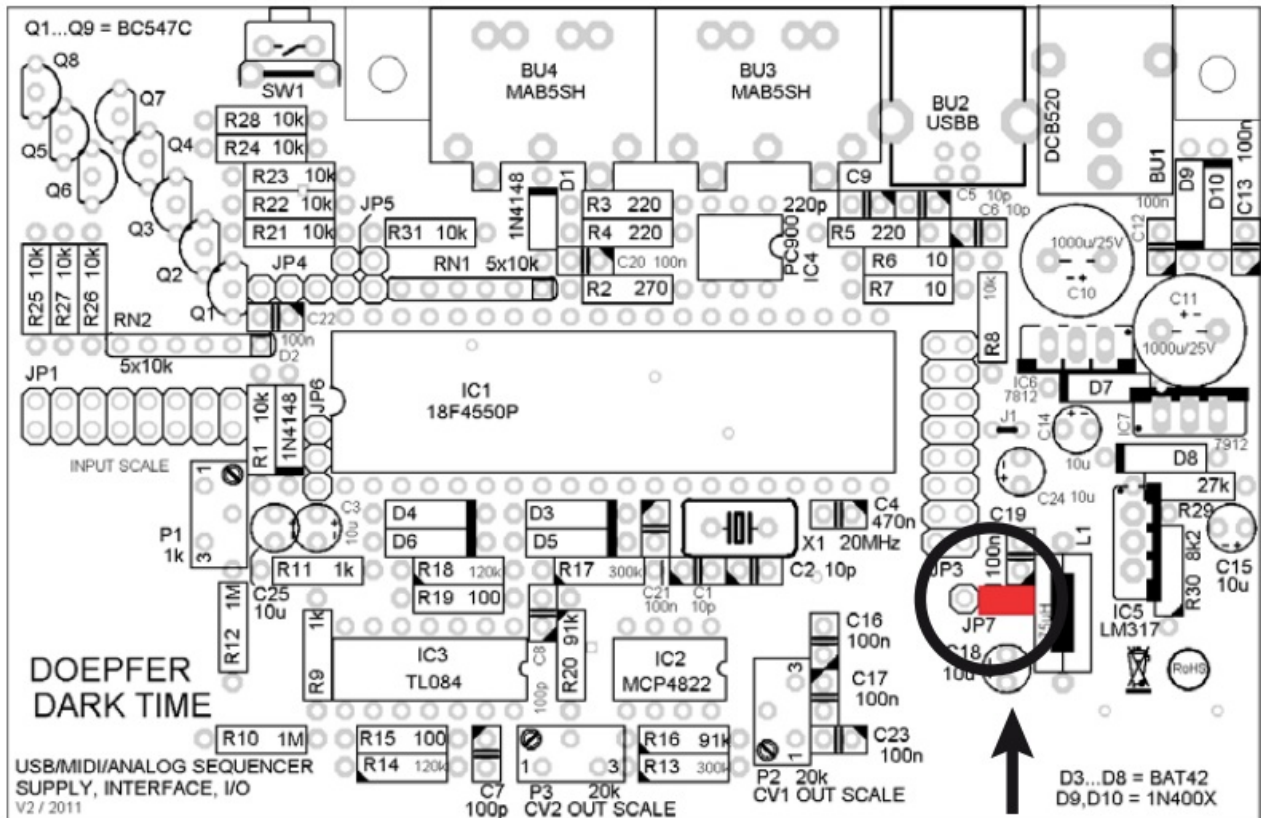 Q1...Q9 = BC547C
Q8
Q7
Q5
Q4
Q6
Q3
Q2
Q1
SW1
R28 10k
R24 10k
R23 10k
R22 10k
R21 10k
JP5
R31 10k
JP4
RN1 5x10k
BU4
MAB5SH
BU3
MAB5SH
BU2
USBB
DCB520
BU1
1N4148
D1
R3 220
R4 220
C20 100n
R2 270
220p
PC900
IC4
C9
C5 10p
C6 10p
R5 220
R6 10
R7 10
100n
C12
D9
D10
C13
100n
1000u/25V
C10
C11
1000u/25V
R25 10k
R27 10k
R26 10k
RN2
5x10k
C22
100n
D2
JP1
INPUT SCALE
R1 10k
1N4148
JP6
IC1
18F4550P
10k
R8
IC6
7812
D7
J1
C14
10u
IC7
7912
D8
27k
R29
C24 10u
P1
1k
1
3
C3
10u
C25
10u
R11 1k
D4
D6
R18 120k
R19 100
D3
D5
R17 300k
C21
100n
C1
10p
X1 20MHz
C2 10p
C4
470n
C19
100n
JP3
JP7
L1
75uH
C18
10u
IC5
LM317
R30 8k2
C15
10u
R12 1M
R9 1k
IC3
TL084
C8
100p
R20 91k
IC2
MCP4822
C16
100n
C17
100n
C23
100n
3
1
P2 20k
CV1 OUT SCALE
RoHS
DOEPFER
DARK TIME
R10 1M
R15 100
R14 120k
C7
100p
1 3
P3 20k
CV2 OUT SCALE
R16 91k
R13 300k
USB/MIDI/ANALOG SEQUENCER
SUPPLY, INTERFACE, I/O
V2 / 2011
D3...D8 = BAT42
D9,D10 = 1N400X